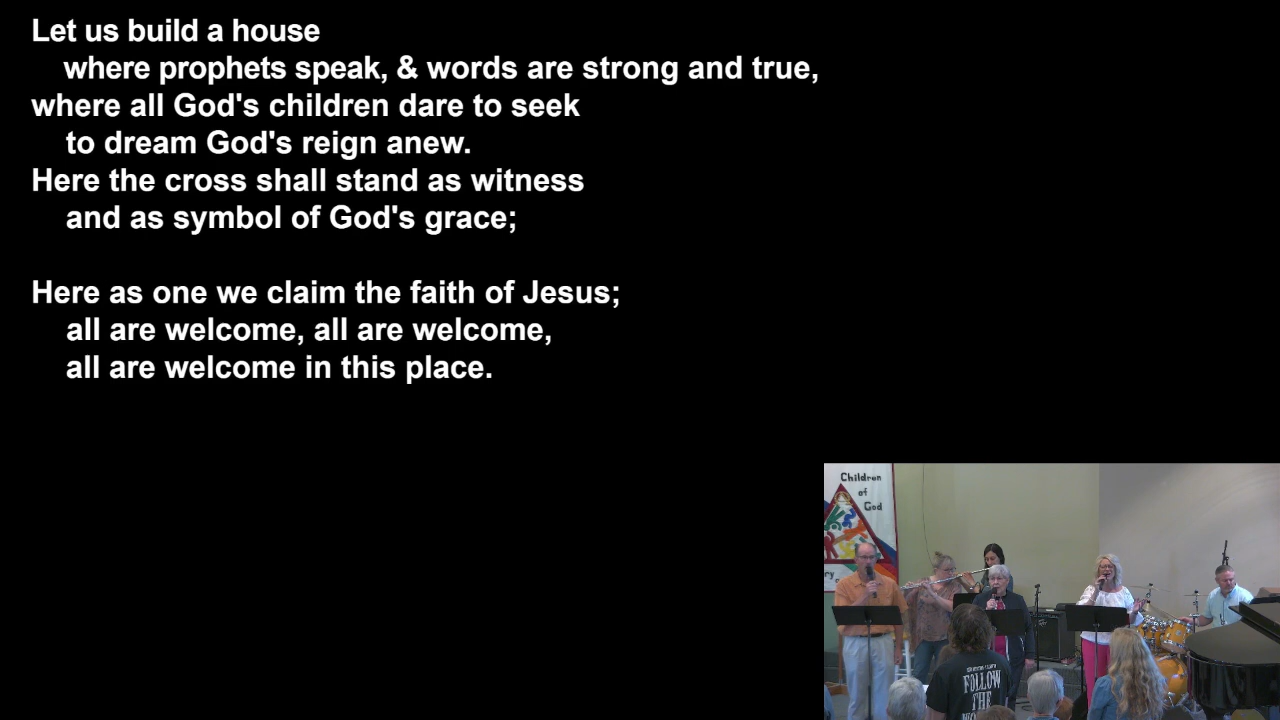 Let us build a house
where prophets speak, & words are strong and true,
where all God's children dare to seek
to dream God's reign anew.
Here the cross shall stand as witness
and as symbol of God's grace;
Here as one we claim the faith of Jesus;
all are welcome, all are welcome,
all are welcome in this place.
Children
of
God
FOLLOW
THE